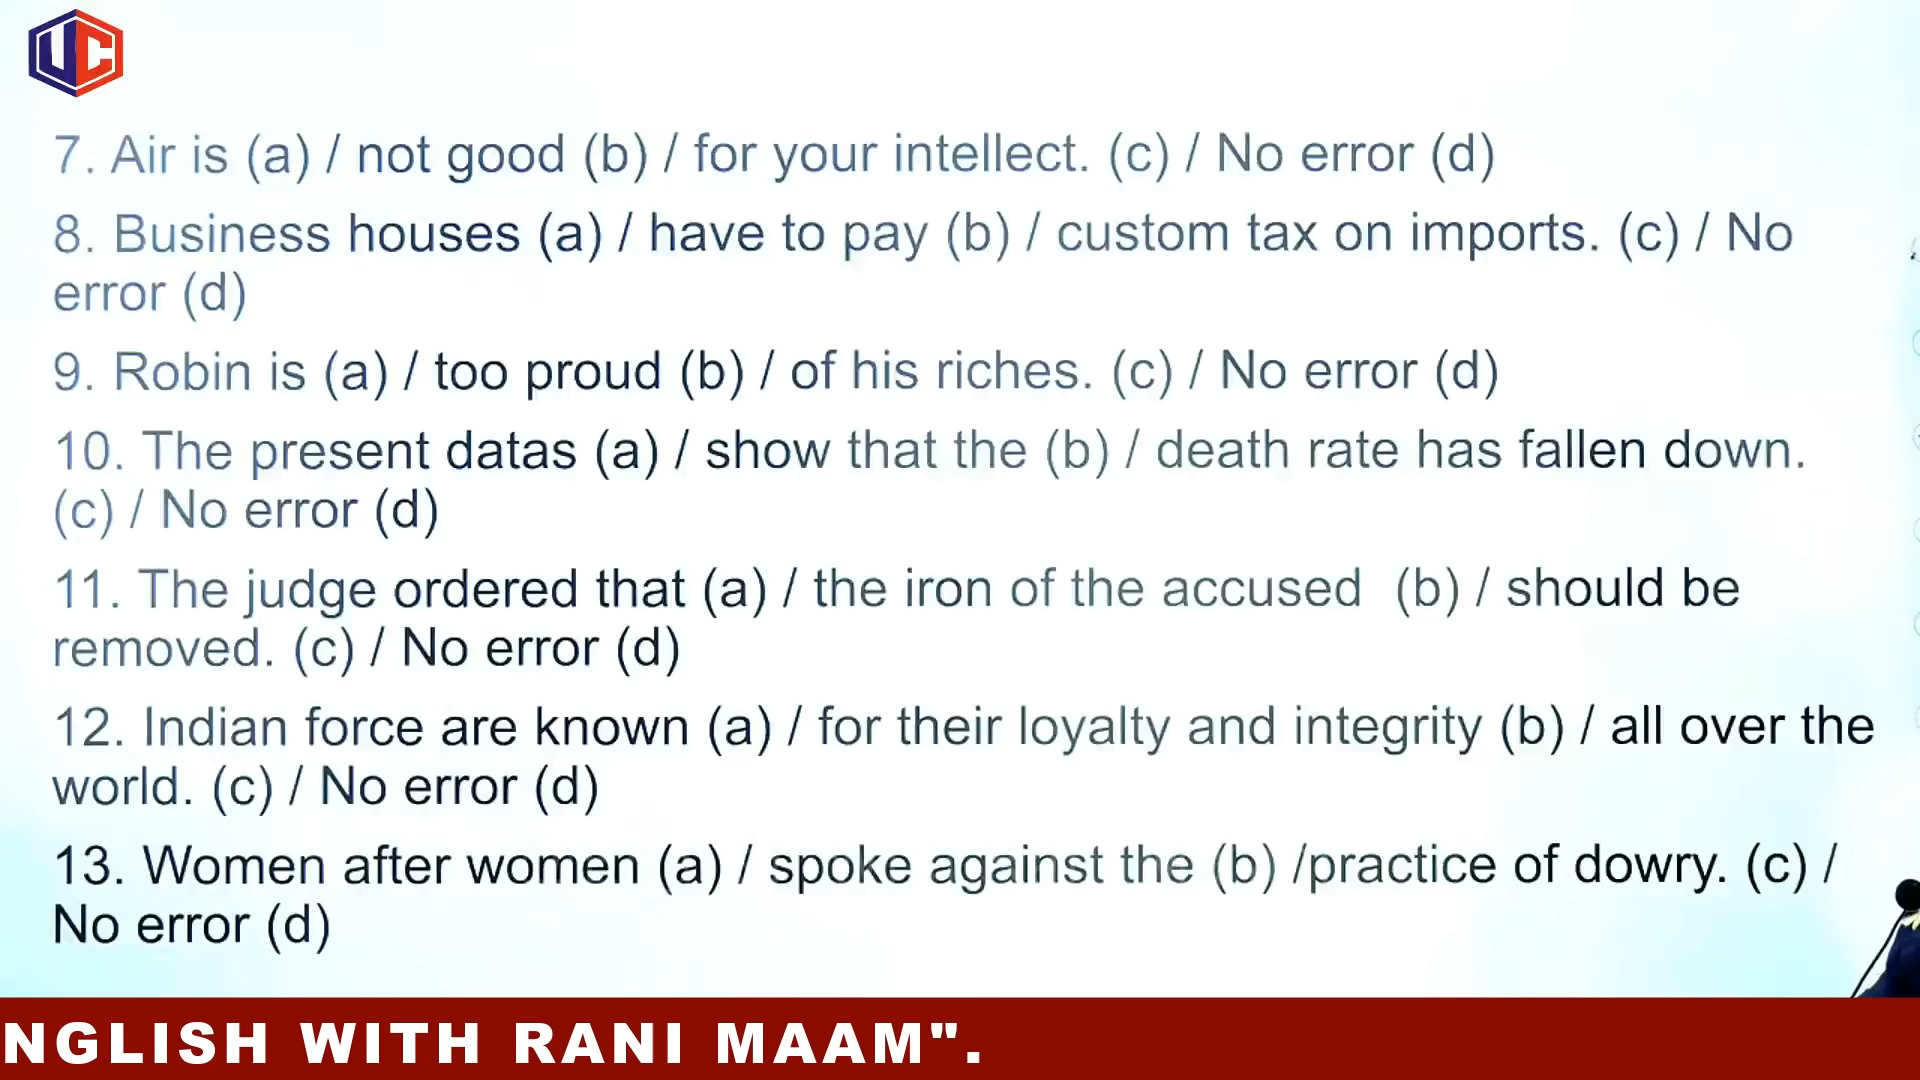 UC
7. Air is (a) / not good (b) / for your intellect. (c) / No error (d)
8. Business houses (a) / have to pay (b) / custom tax on imports. (c) / No
error (d)
9. Robin is (a) / too proud (b) / of his riches. (c) / No error (d)
10. The present datas (a) / show that the (b) / death rate has fallen down.
(c) / No error (d)
11. The judge ordered that (a) / the iron of the accused (b) / should be
removed. (c) / No error (d)
12. Indian force are known (a) / for their loyalty and integrity (b) / all over the
world. (c) / No error (d)
13. Women after women (a) / spoke against the (b) /practice of dowry. (c) /
No error (d)
NGLISH WITH RANI MAAM".